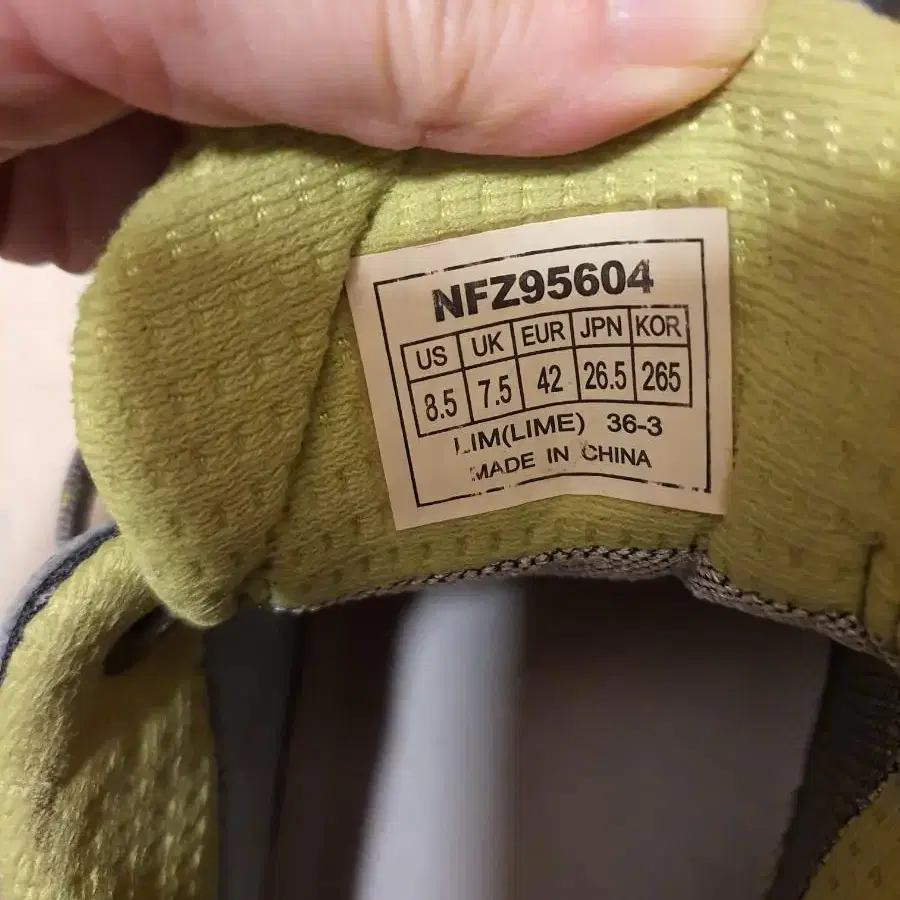 NFZ95604
US UK EUR JPN KOR
8.5 7.5 42 26.5 265
LIM(LIME) 36-3
MADE IN CHINA